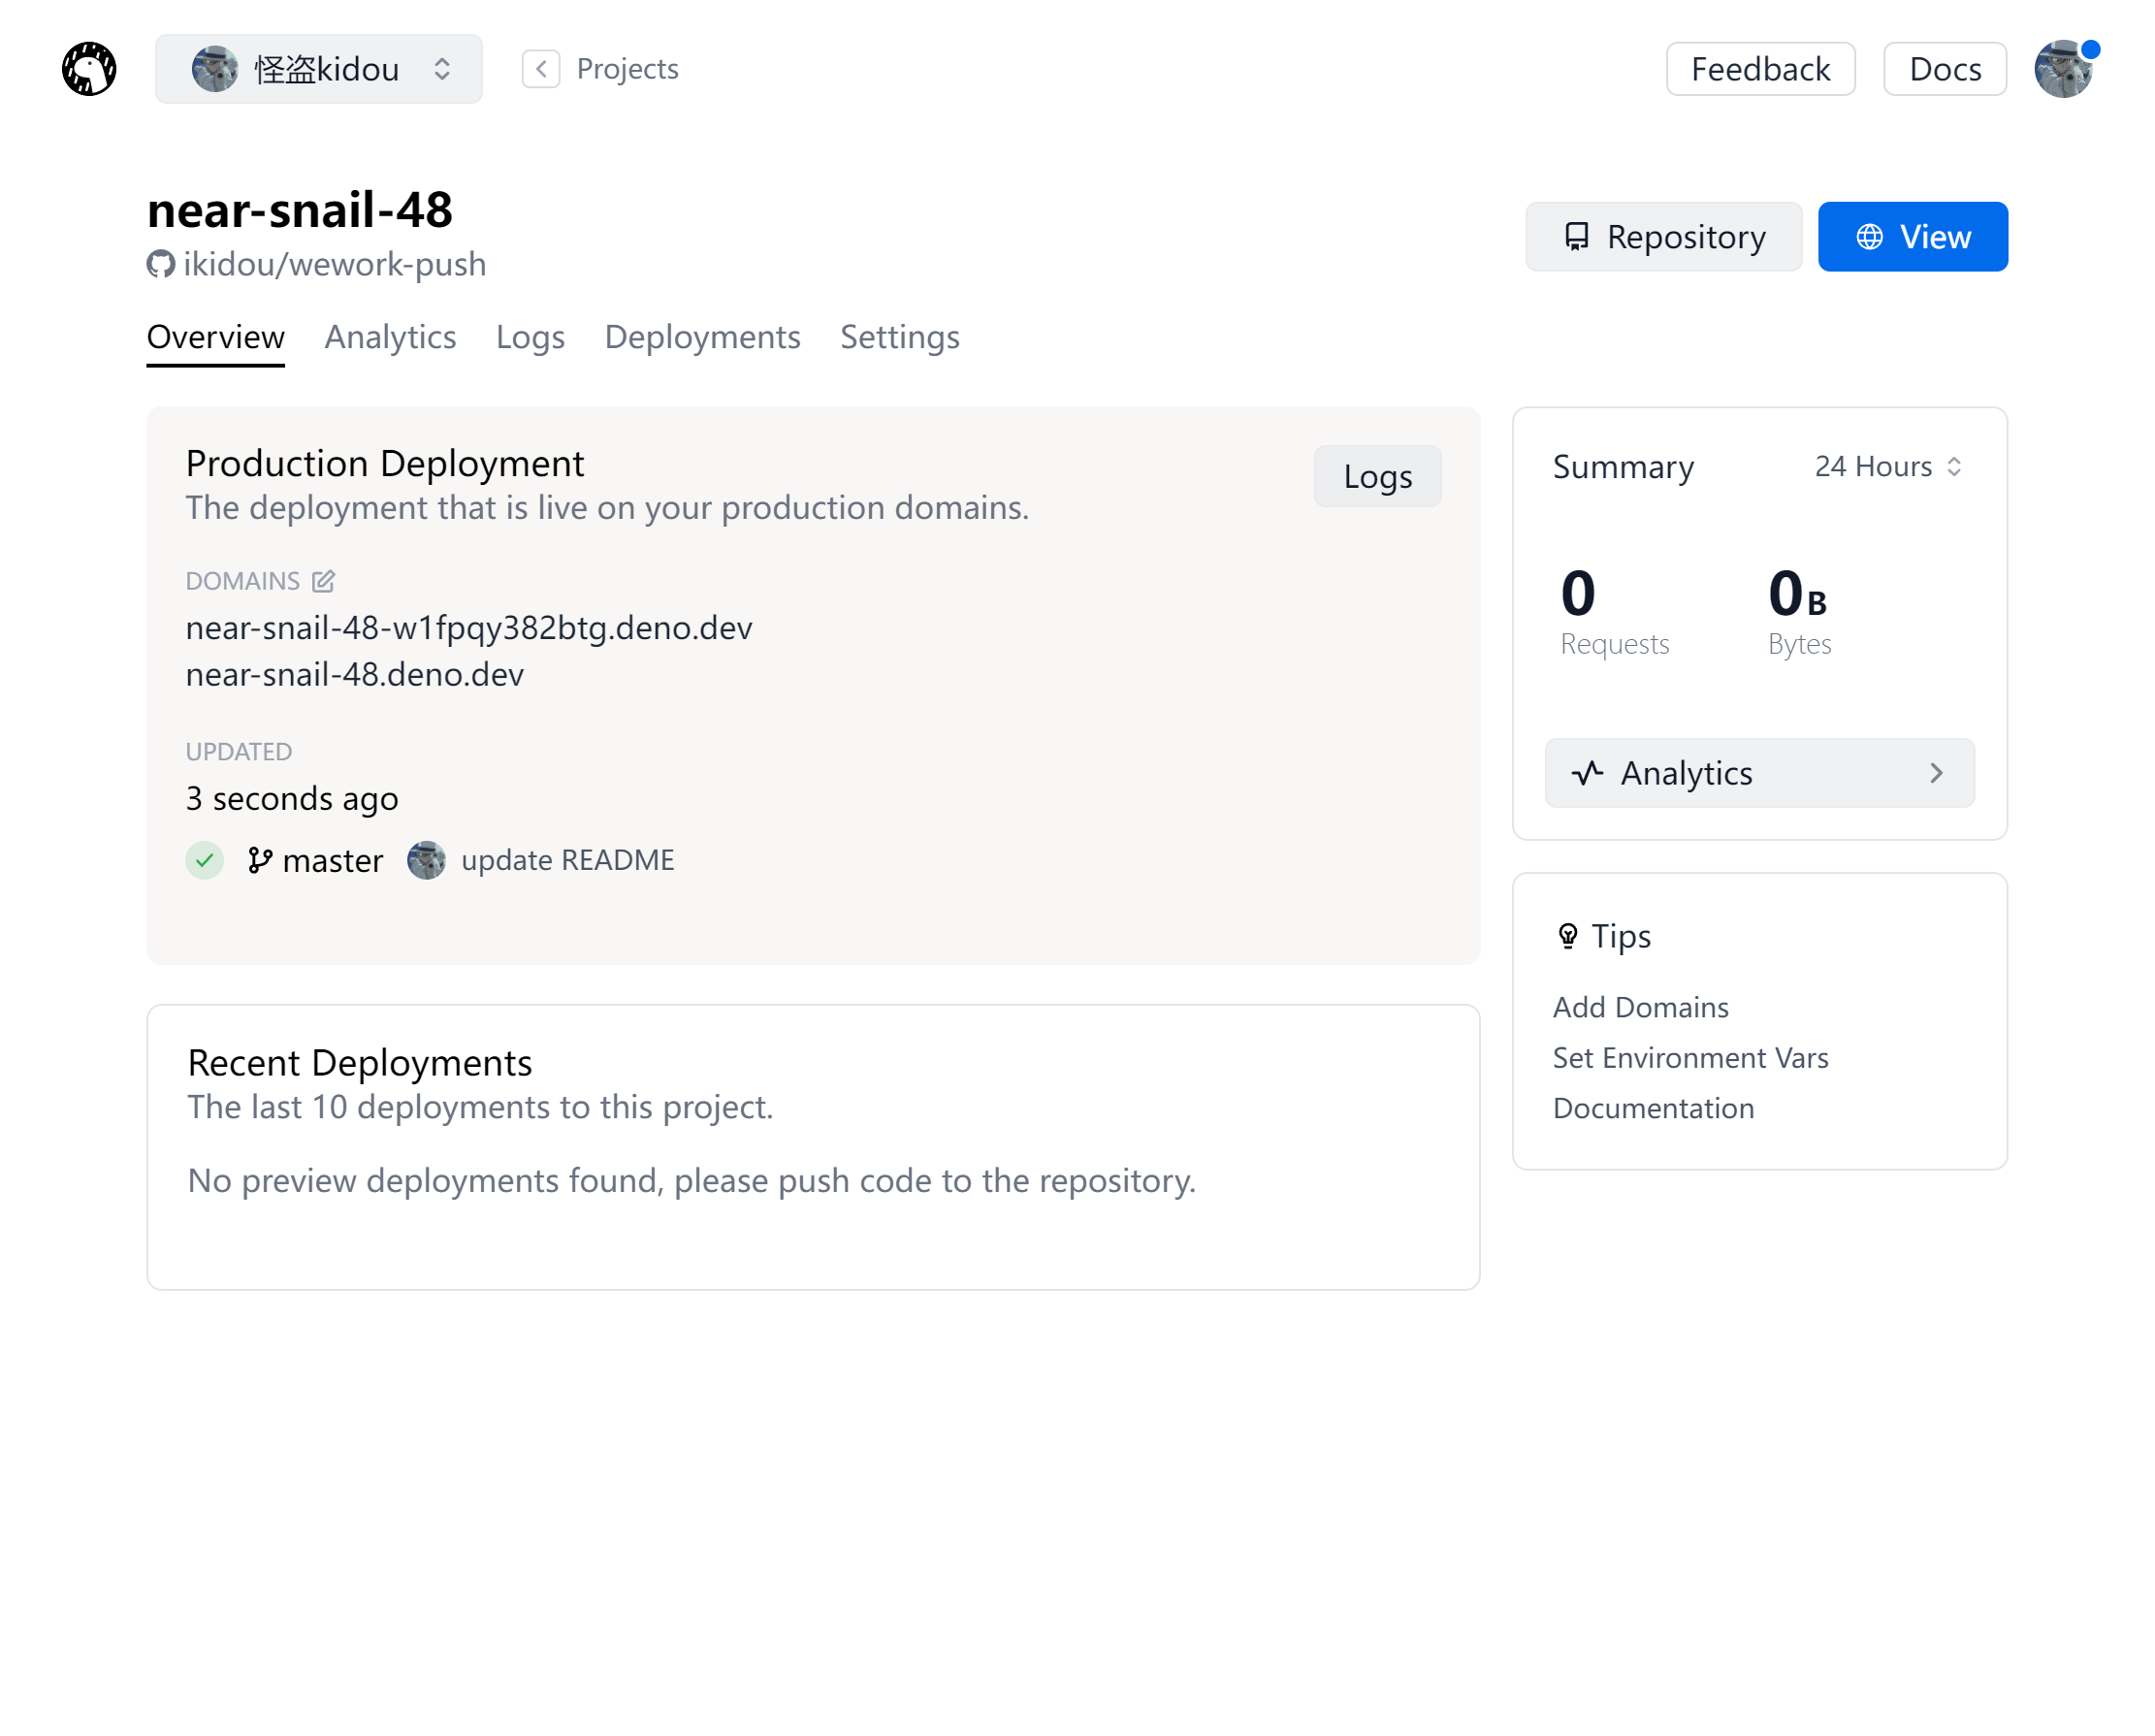 怪盗kidou
Projects
Feedback
Docs
near-snail-48
ikidou/wework-push
Repository
View
Overview
Analytics
Logs
Deployments
Settings
Production Deployment
The deployment that is live on your production domains.
Logs
DOMAINS
near-snail-48-w1fpqy382btg.deno.dev
near-snail-48.deno.dev
UPDATED
3 seconds ago
master
update README
Summary
24 Hours
0
Requests
0B
Bytes
Analytics
Tips
Add Domains
Set Environment Vars
Documentation
Recent Deployments
The last 10 deployments to this project.
No preview deployments found, please push code to the repository.